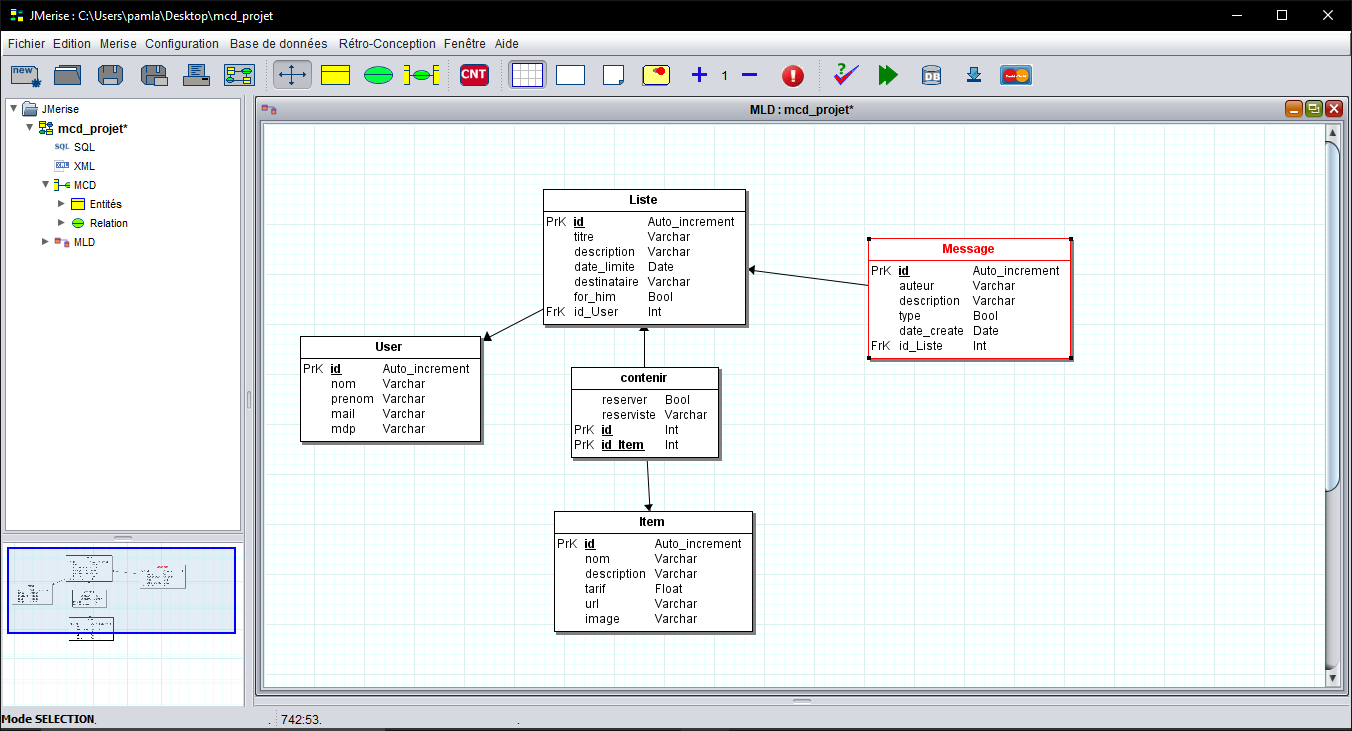 JMerise : C:\Users\pamla\Desktop\mcd_projet
Fichier Edition Merise Configuration Base de données Rétro-Conception Fenêtre Aide
new CNT 1 ! ? DB
JMerise
mcd_projet*
SQL SQL
XML
MCD
Entités
Relation
MLD
MLD : mcd_projet*
Liste
PrK id Auto_increment
titre Varchar
description Varchar
date_limite Date
destinataire Varchar
for_him Bool
FrK id_User Int
Message
PrK id Auto_increment
auteur Varchar
description Varchar
type Bool
date_create Date
FrK id_Liste Int
User
PrK id Auto_increment
nom Varchar
prenom Varchar
mail Varchar
mdp Varchar
contenir
reserver Bool
reserviste Varchar
PrK id Int
PrK id_Item Int
Item
PrK id Auto_increment
nom Varchar
description Varchar
tarif Float
url Varchar
image Varchar
Mode SELECTION. . 742:53. .